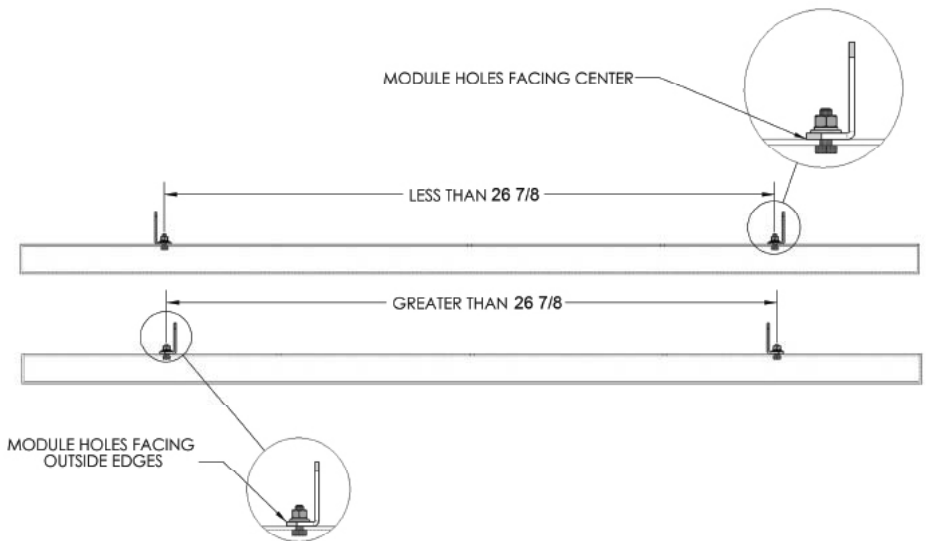 MODULE HOLES FACING CENTER
LESS THAN 26 7/8
GREATER THAN 26 7/8
MODULE HOLES FACING
OUTSIDE EDGES